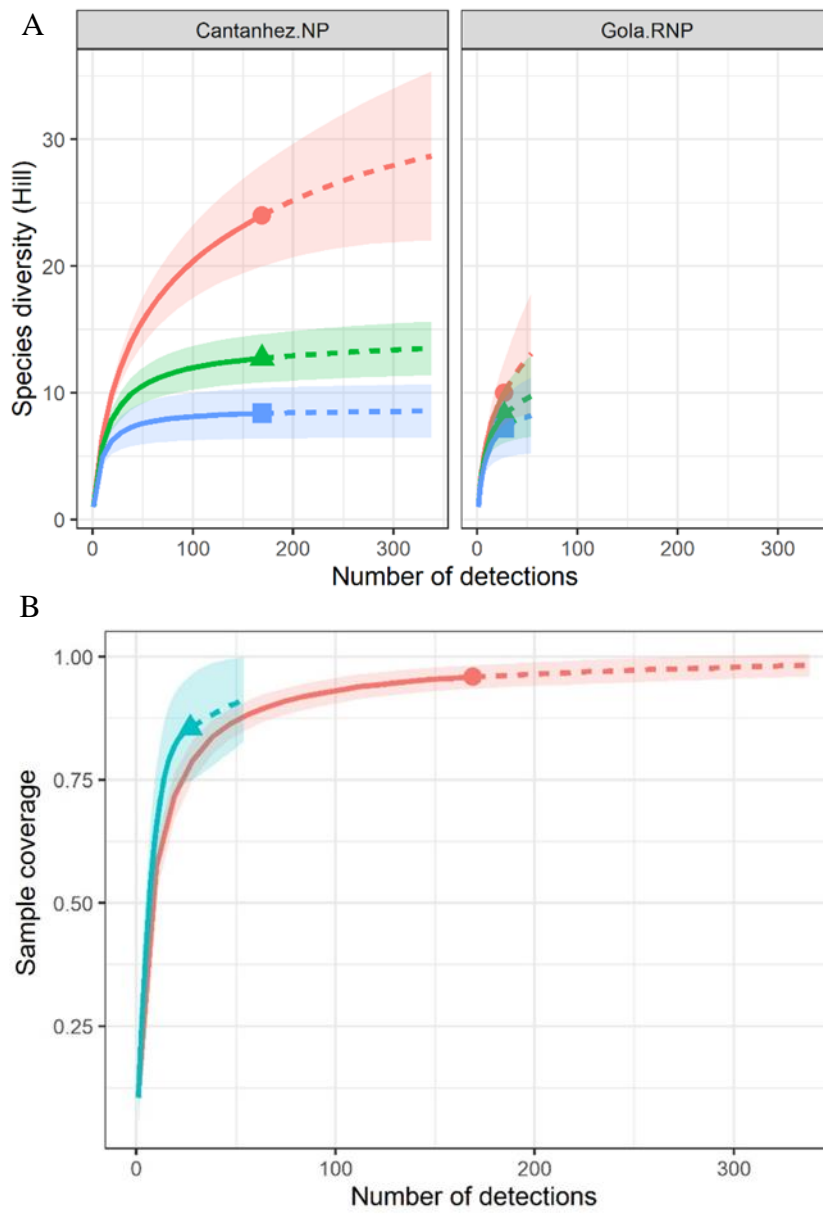 A
Cantanhez.NP
Gola.RNP
Species diversity (Hill)
30
20
10
0
0
100
200
300
0
100
200
300
Number of detections
B
Sample coverage
1.00
0.75
0.50
0.25
0
100
200
300
Number of detections